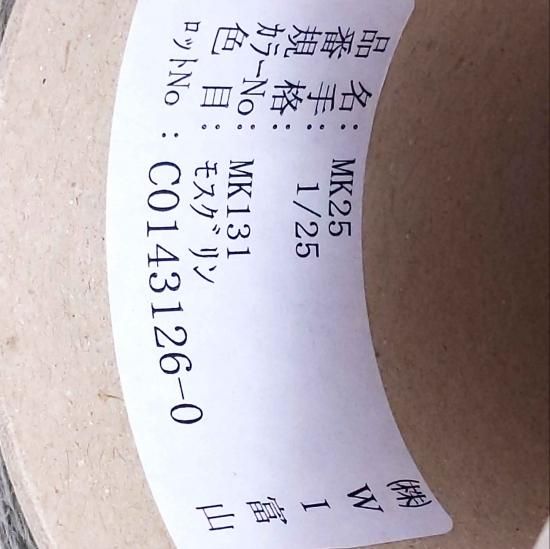 品 名: MK25
番 手: 1/25
規 格:
カラーNo: MK131
色 目: モスグリン
ロットNo : C0143126-0
㈱WI富山